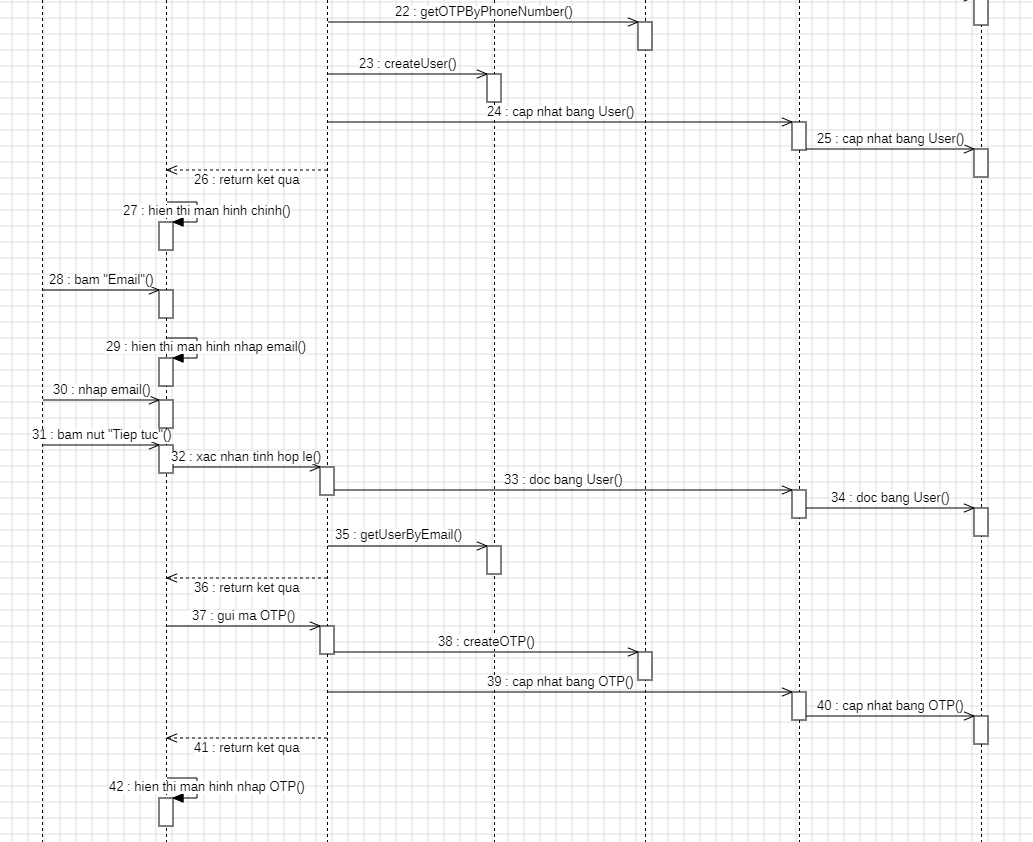 22 : getOTPByPhoneNumber()
23 : createUser()
24 : cap nhat bang User()
25 : cap nhat bang User()
26 : return ket qua
27 : hien thi man hinh chinh()
28 : bam "Email"()
29 : hien thi man hinh nhap email()
30 : nhap email()
31 : bam nut "Tiep tuc"()
32 : xac nhan tinh hop le()
33 : doc bang User()
34 : doc bang User()
35 : getUserByEmail()
36 : return ket qua
37 : gui ma OTP()
38 : createOTP()
39 : cap nhat bang OTP()
40 : cap nhat bang OTP()
41 : return ket qua
42 : hien thi man hinh nhap OTP()